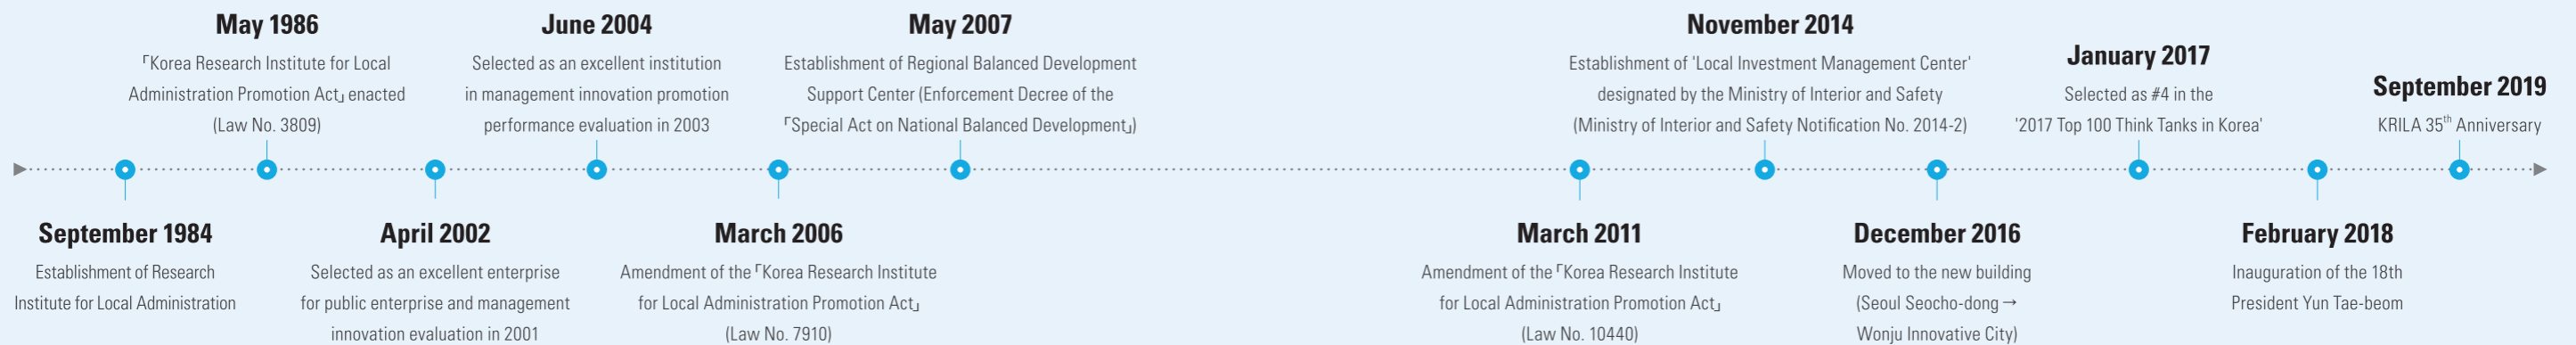 May 1986
「Korea Research Institute for Local
Administration Promotion Act」 enacted
(Law No. 3809)
June 2004
Selected as an excellent institution
in management innovation promotion
performance evaluation in 2003
May 2007
Establishment of Regional Balanced Development
Support Center (Enforcement Decree of the
「Special Act on National Balanced Development」)
November 2014
Establishment of 'Local Investment Management Center'
designated by the Ministry of Interior and Safety
(Ministry of Interior and Safety Notification No. 2014-2)
January 2017
Selected as #4 in the
'2017 Top 100 Think Tanks in Korea'
September 2019
KRILA 35th Anniversary
September 1984
Establishment of Research
Institute for Local Administration
April 2002
Selected as an excellent enterprise
for public enterprise and management
innovation evaluation in 2001
March 2006
Amendment of the「Korea Research Institute
for Local Administration Promotion Act」
(Law No. 7910)
March 2011
Amendment of the「Korea Research Institute
for Local Administration Promotion Act」
(Law No. 10440)
December 2016
Moved to the new building
(Seoul Seocho-dong →
Wonju Innovative City)
February 2018
Inauguration of the 18th
President Yun Tae-beom